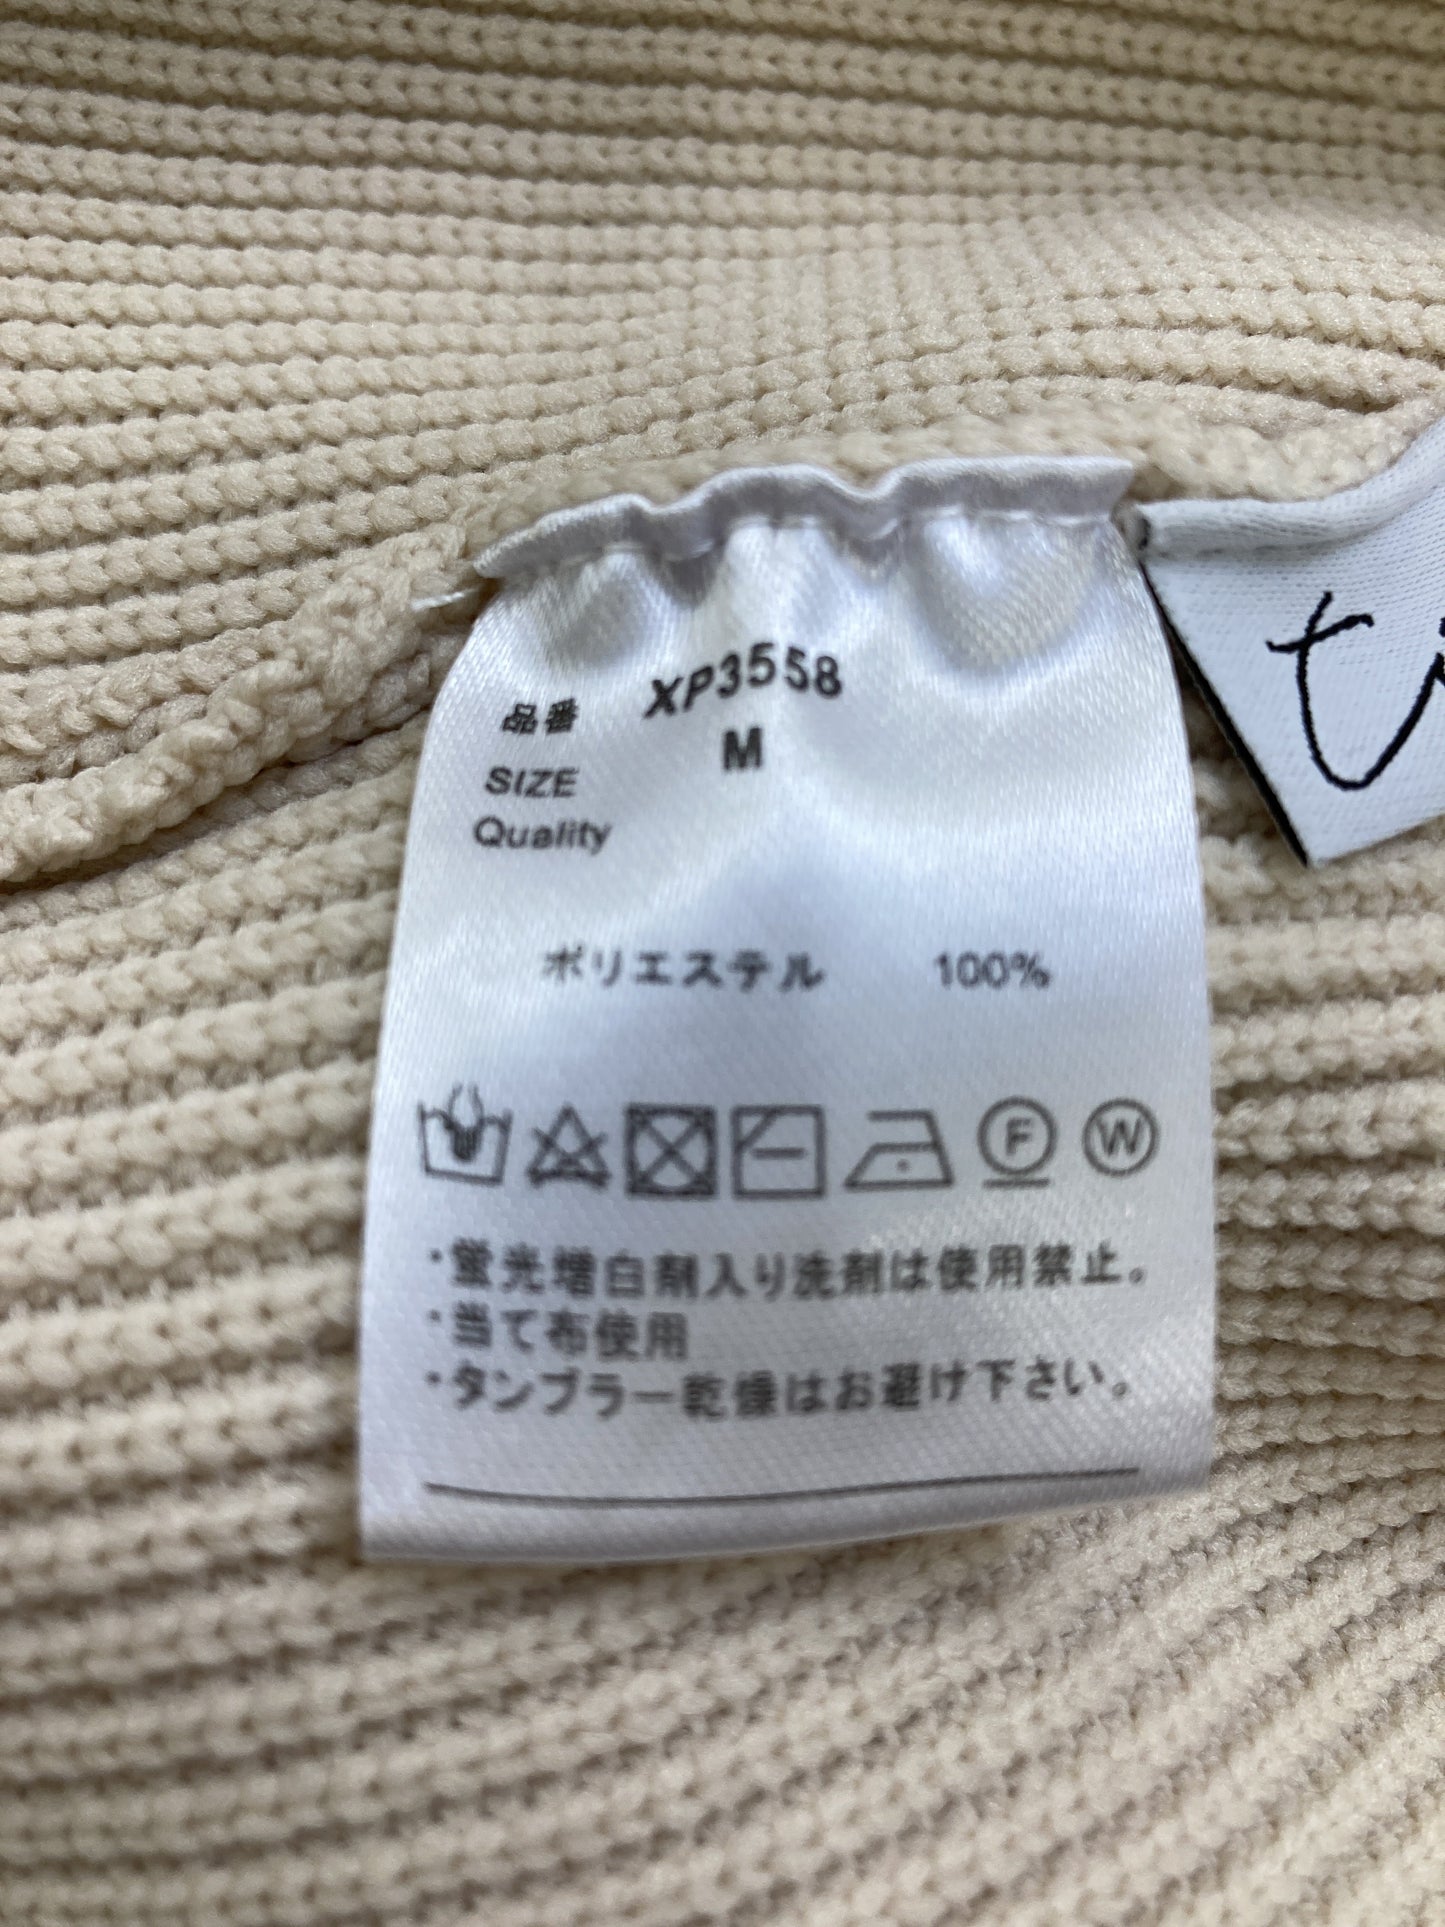 品番 XP3558
SIZE M
Quality
ポリエステル 100%
F W
・蛍光増白剤入り洗剤は使用禁止。
・当て布使用
・タンブラー乾燥はお避け下さい。